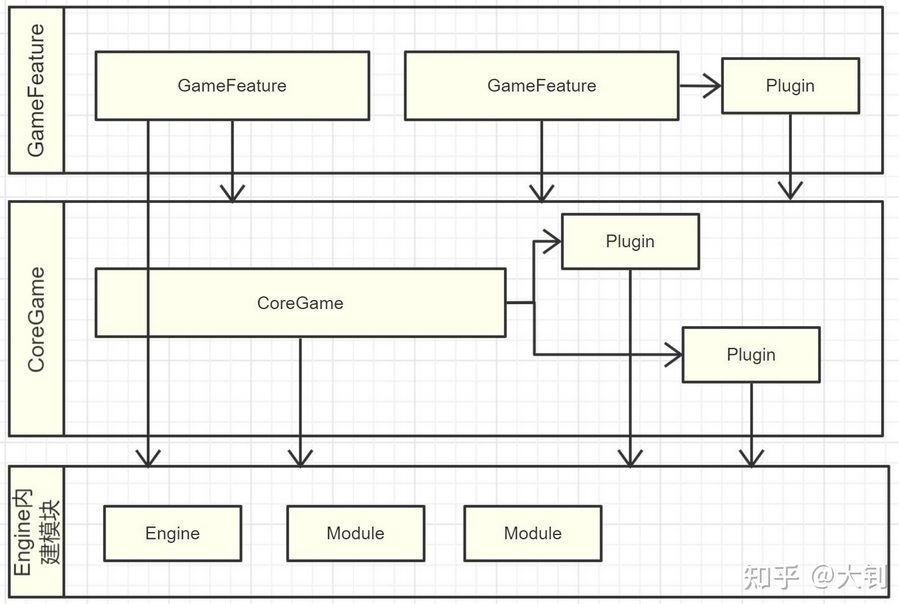 GameFeature
GameFeature
GameFeature
Plugin
CoreGame
CoreGame
Plugin
Plugin
Engine内
建模块
Engine
Module
Module
知乎 @大钊